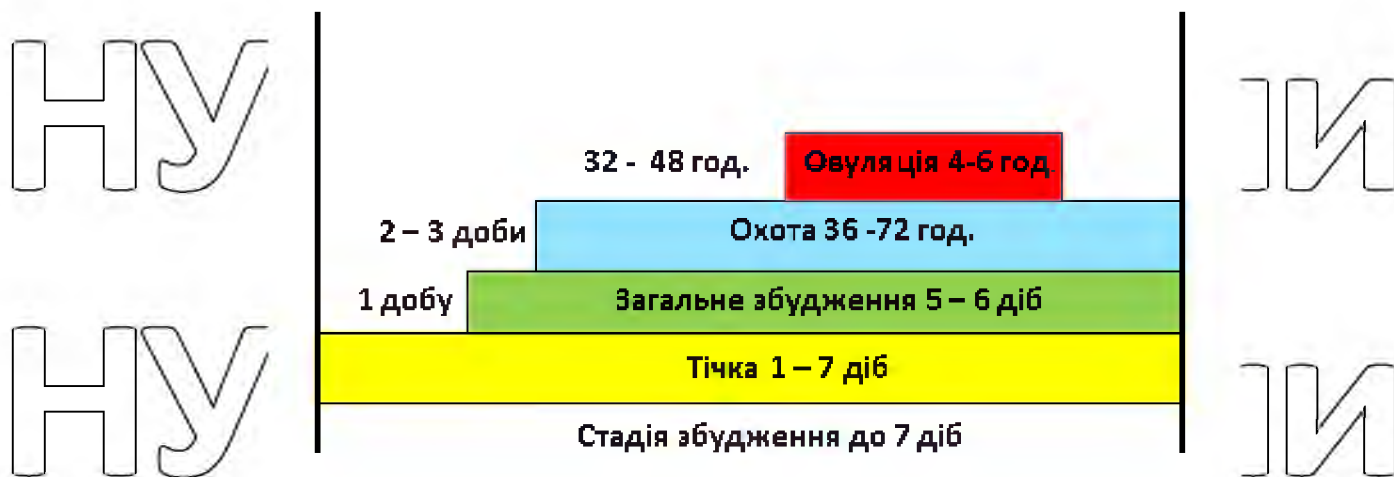 НУ
32 - 48 год.
Овуляція 4-6 год.
И
2 – 3 доби
Охота 36 -72 год.
1 добу
Загальне збудження 5 – 6 діб
НУ
Тічка 1 – 7 діб
И
Стадія збудження до 7 діб